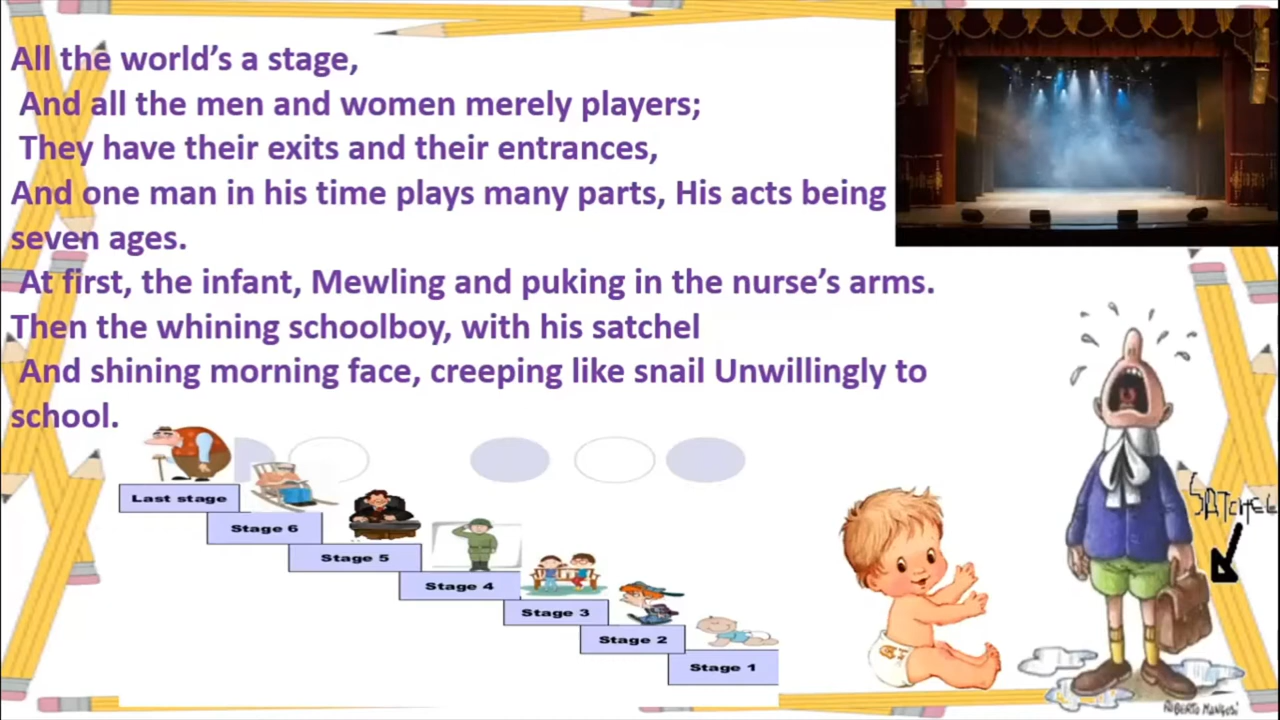 All the world's a stage,
And all the men and women merely players;
They have their exits and their entrances,
And one man in his time plays many parts, His acts being
seven ages.
At first, the infant, Mewling and puking in the nurse's arms.
Then the whining schoolboy, with his satchel
And shining morning face, creeping like snail Unwillingly to
school.
SATCHEL
Last stage
Stage 6
Stage 5
Stage 4
Stage 3
Stage 2
Stage 1
ROBERTO MANGOSI